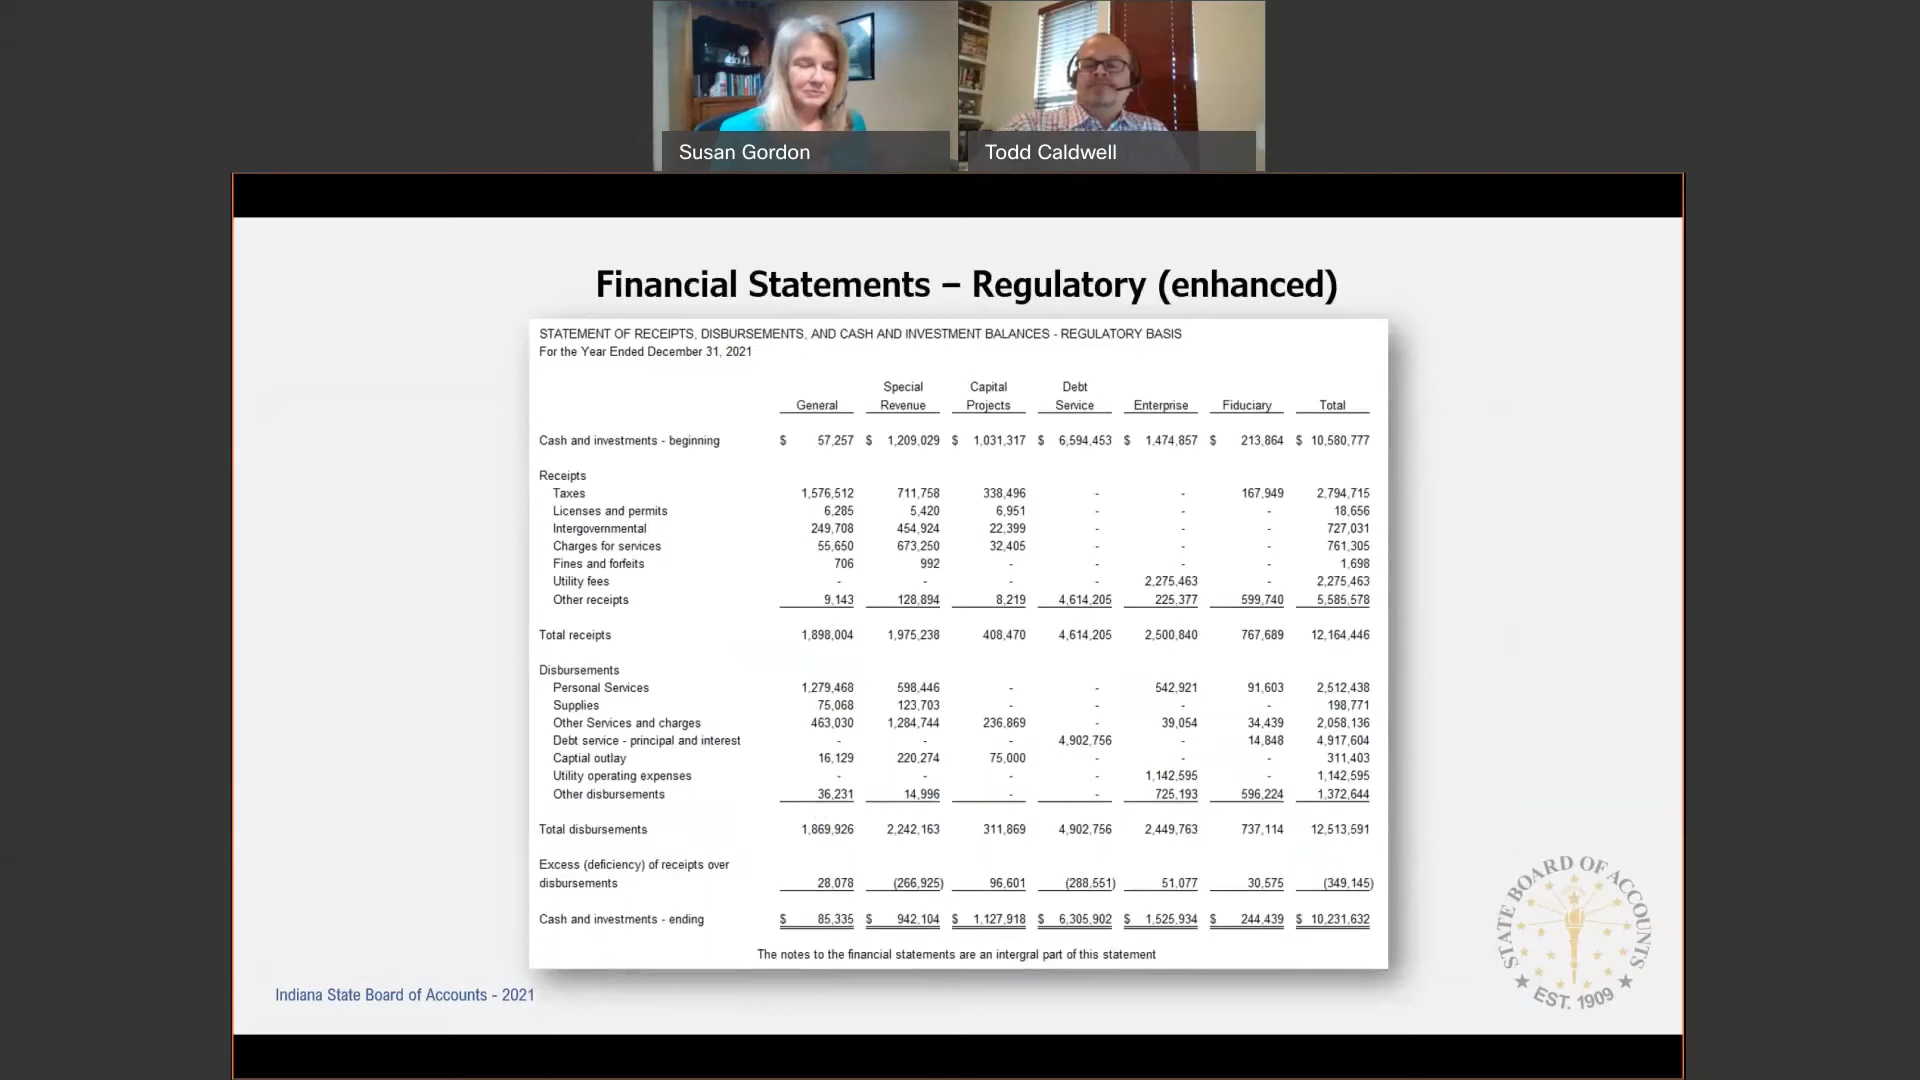 Susan Gordon
Todd Caldwell
Financial Statements – Regulatory (enhanced)
STATEMENT OF RECEIPTS, DISBURSEMENTS, AND CASH AND INVESTMENT BALANCES - REGULATORY BASIS
For the Year Ended December 31, 2021
Special Capital Debt
General Revenue Projects Service Enterprise Fiduciary Total
Cash and investments - beginning $ 57,257 $ 1,209,029 $ 1,031,317 $ 6,594,453 $ 1,474,857 $ 213,864 $ 10,580,777
Receipts
Taxes 1,576,512 711,758 338,496 - - 167,949 2,794,715
Licenses and permits 6,285 5,420 6,951 - - - 18,656
Intergovernmental 249,708 454,924 22,399 - - - 727,031
Charges for services 55,650 673,250 32,405 - - - 761,305
Fines and forfeits 706 992 - - - - 1,698
Utility fees - - - - 2,275,463 - 2,275,463
Other receipts 9,143 128,894 8,219 4,614,205 225,377 599,740 5,585,578
Total receipts 1,898,004 1,975,238 408,470 4,614,205 2,500,840 767,689 12,164,446
Disbursements
Personal Services 1,279,468 598,446 - - 542,921 91,603 2,512,438
Supplies 75,068 123,703 - - - - 198,771
Other Services and charges 463,030 1,284,744 236,869 - 39,054 34,439 2,058,136
Debt service - principal and interest - - - 4,902,756 - 14,848 4,917,604
Captial outlay 16,129 220,274 75,000 - - - 311,403
Utility operating expenses - - - - 1,142,595 - 1,142,595
Other disbursements 36,231 14,996 - - 725,193 596,224 1,372,644
Total disbursements 1,869,926 2,242,163 311,869 4,902,756 2,449,763 737,114 12,513,591
Excess (deficiency) of receipts over
disbursements 28,078 (266,925) 96,601 (288,551) 51,077 30,575 (349,145)
Cash and investments - ending $ 85,335 $ 942,104 $ 1,127,918 $ 6,305,902 $ 1,525,934 $ 244,439 $ 10,231,632
The notes to the financial statements are an intergral part of this statement
Indiana State Board of Accounts - 2021
STATE BOARD OF ACCOUNTS
★ EST. 1909 ★